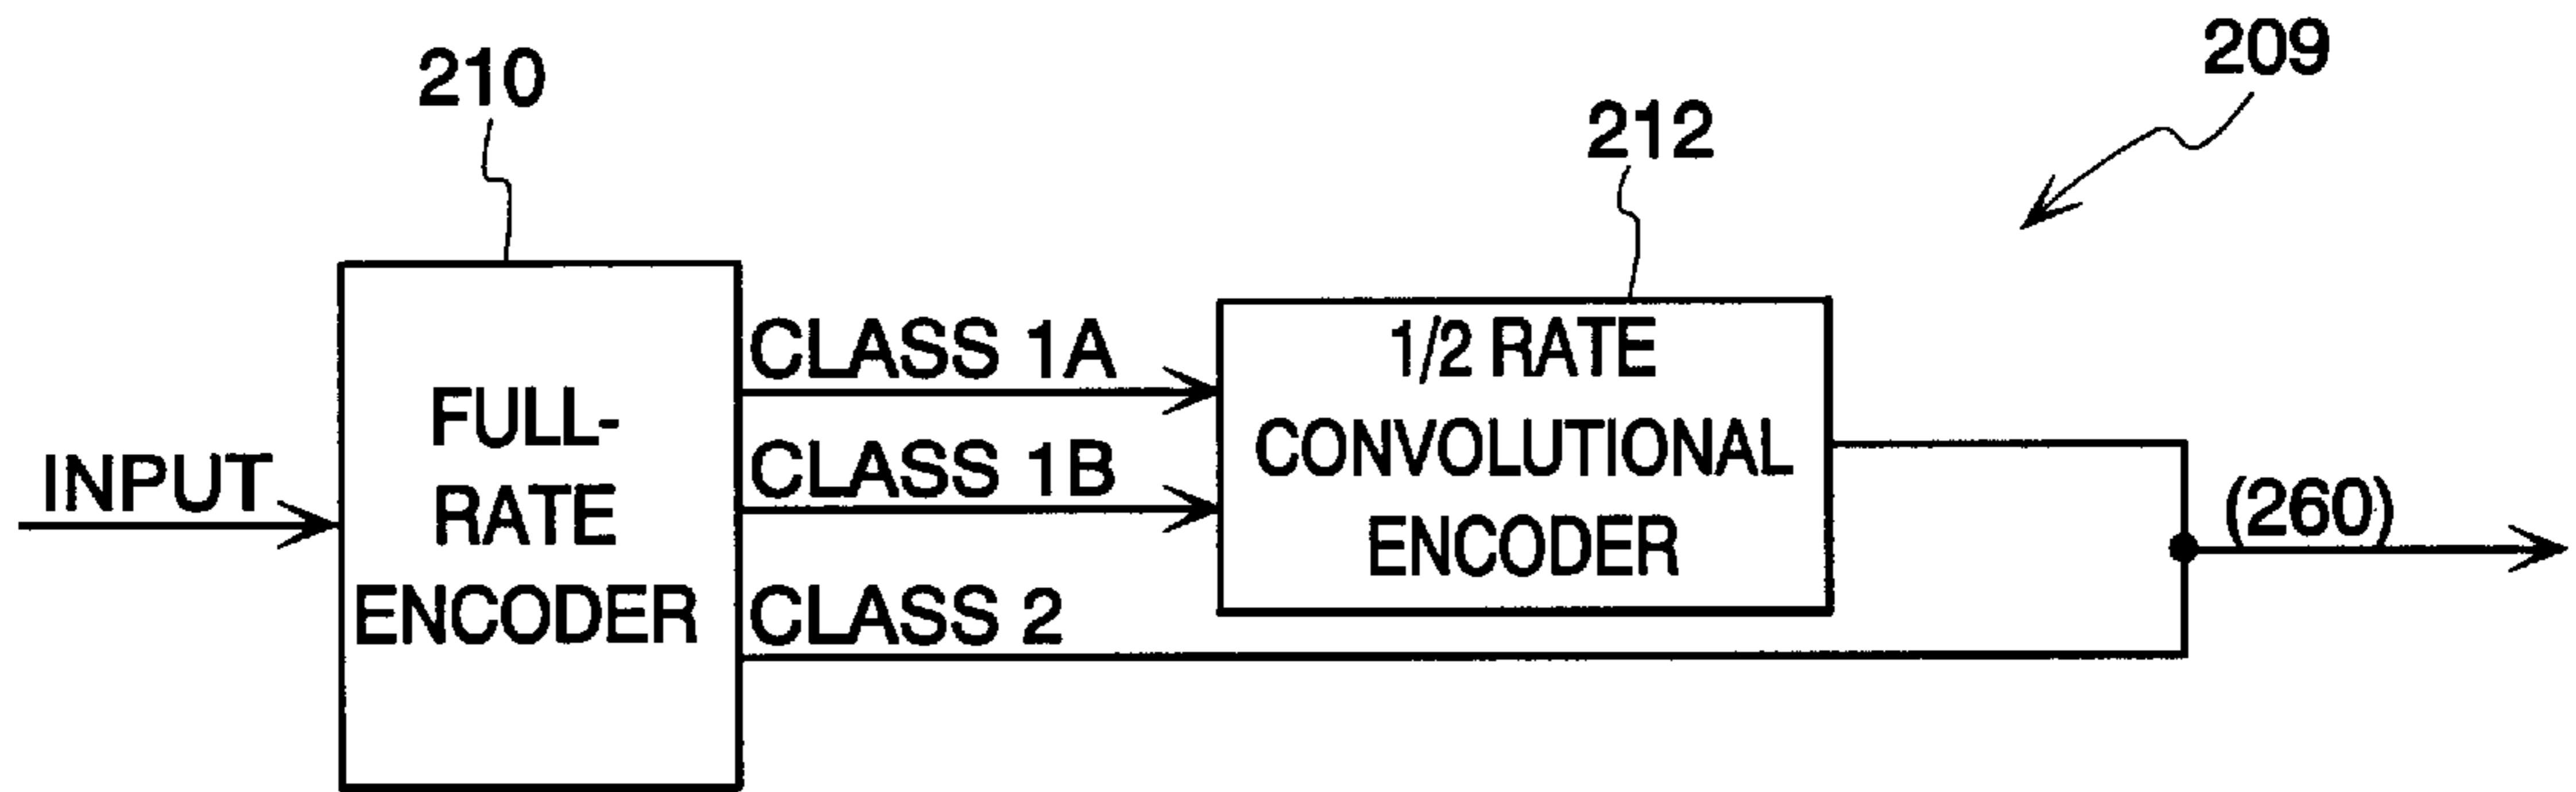 209
210
212
CLASS 1A
1/2 RATE
CONVOLUTIONAL
ENCODER
FULL-
RATE
ENCODER
INPUT
CLASS 1B
CLASS 2
(260)